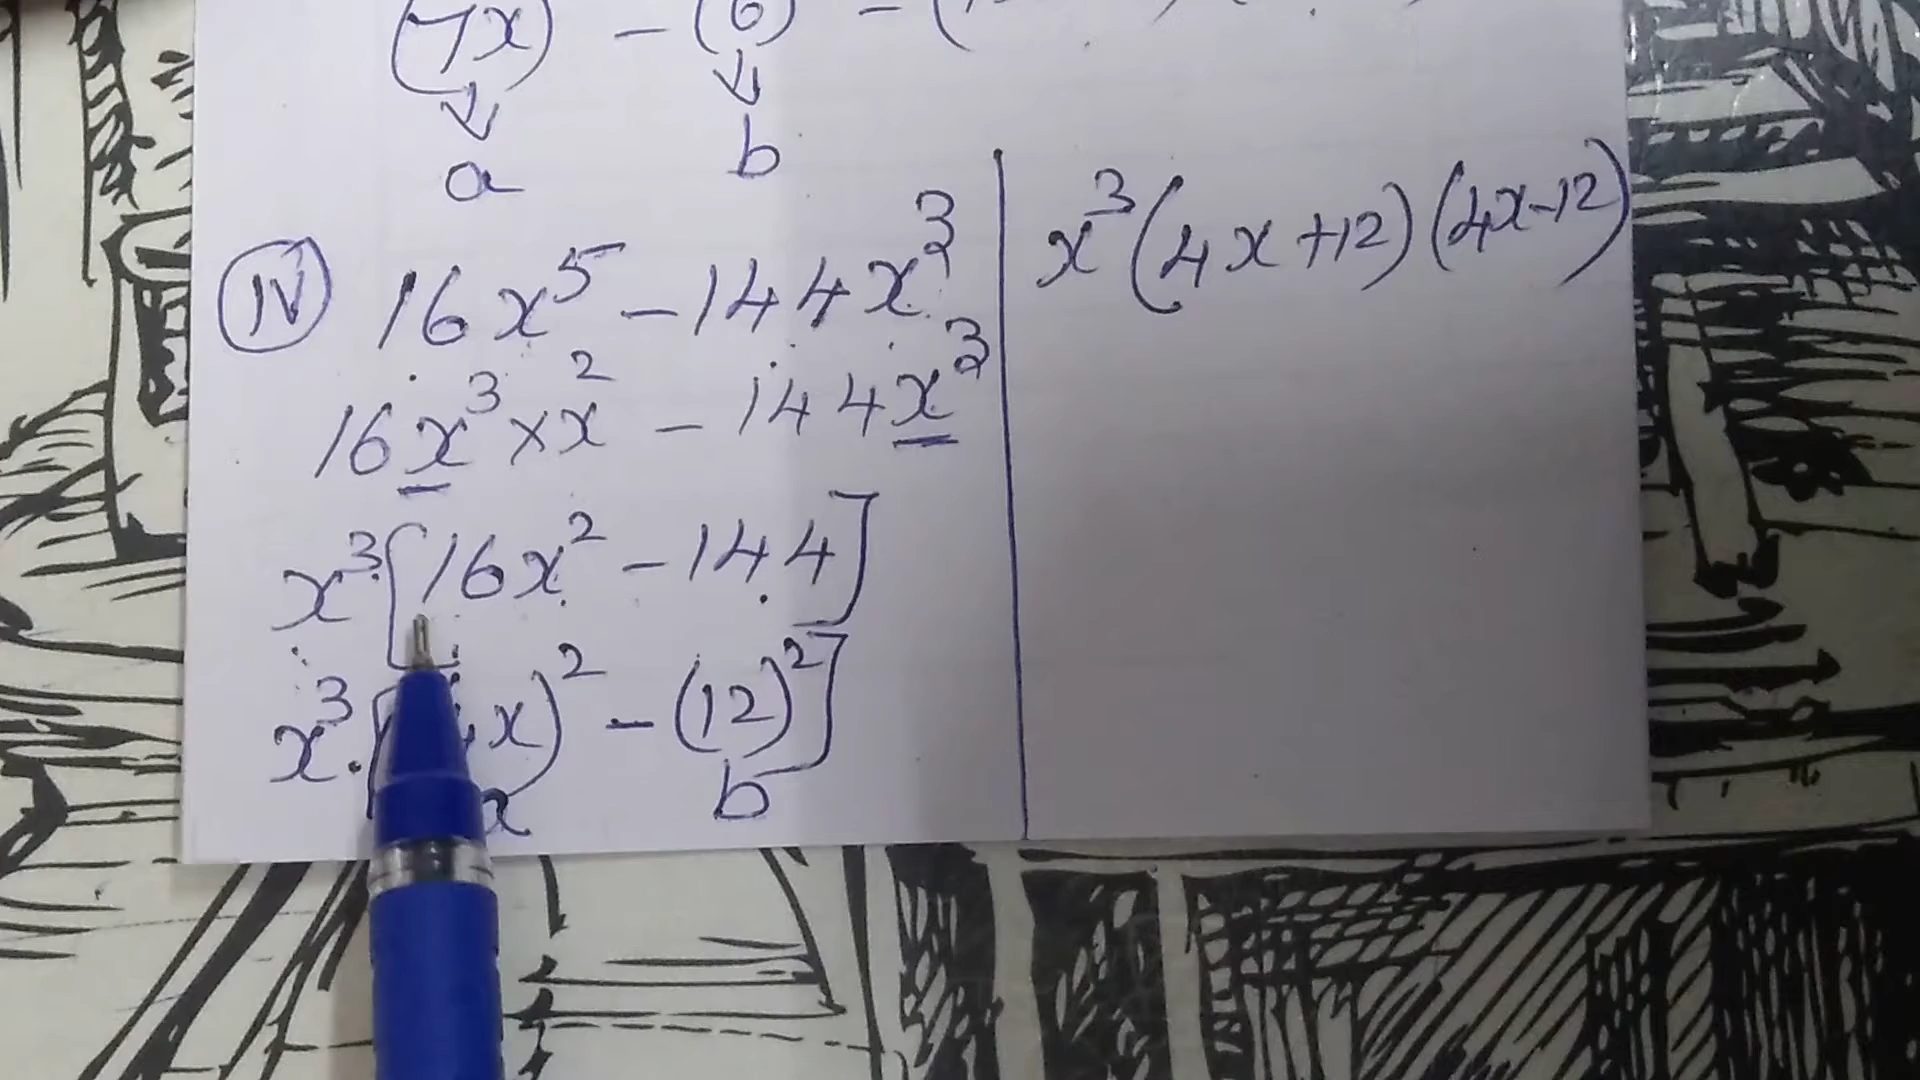 (7x) - (6) - (
a b
(IV) 16x⁵ - 144x³
16x³ × x² - 144x³
x³[16x² - 144]
x³[(4x)² - (12)²]
b
x³(4x+12)(4x-12)